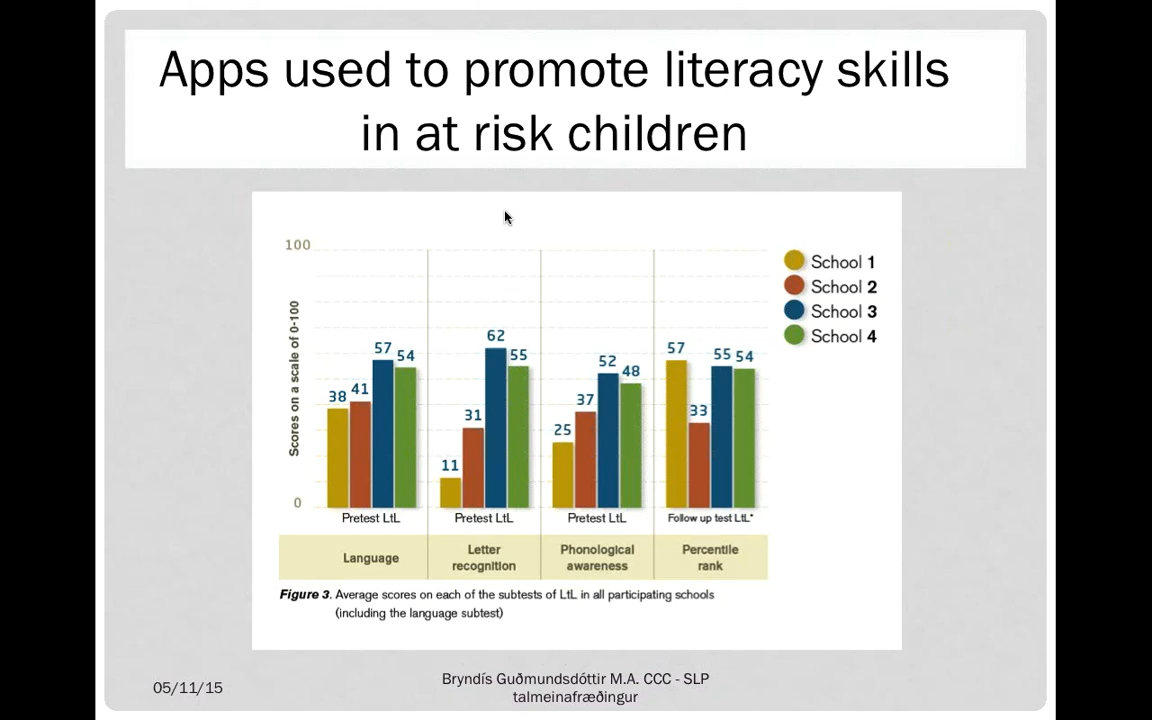 Apps used to promote literacy skills
in at risk children
100
Scores on a scale of 0-100
0
38 41 57 54
11 31 62 55
25 37 52 48
57 33 55 54
School 1
School 2
School 3
School 4
Pretest LtL Pretest LtL Pretest LtL Follow up test LtL*
Language
Letter
recognition
Phonological
awareness
Percentile
rank
Figure 3. Average scores on each of the subtests of LtL in all participating schools
(including the language subtest)
05/11/15
Bryndís Guðmundsdóttir M.A. CCC - SLP
talmeinafræðingur